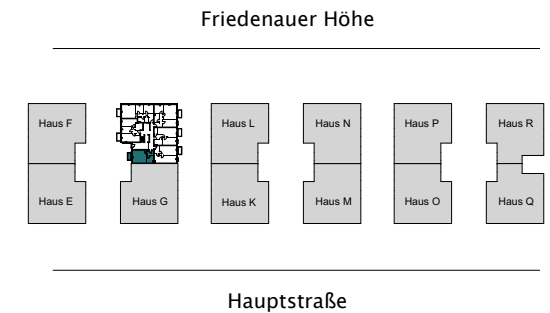 Friedenauer Höhe
Haus F
Haus L
Haus N
Haus P
Haus R
Haus E
Haus G
Haus K
Haus M
Haus O
Haus Q
Hauptstraße